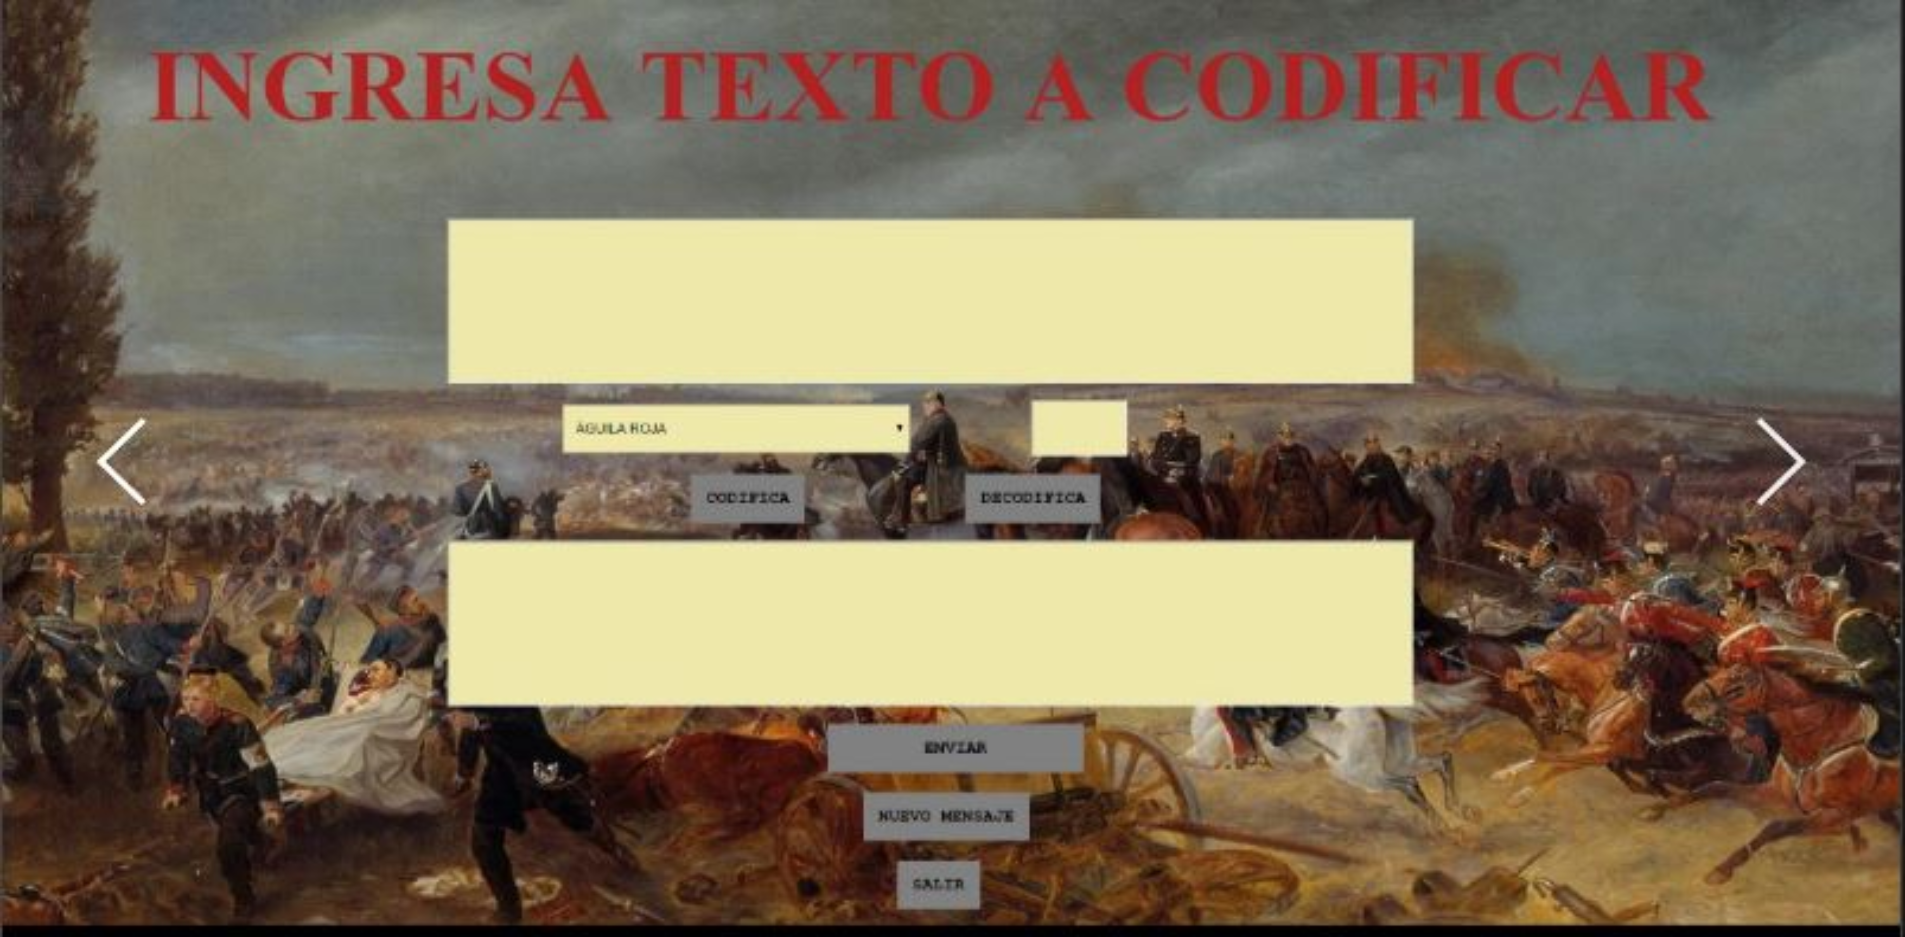 INGRESA TEXTO A CODIFICAR
ÁGUILA ROJA
CODIFICA
DECODIFICA
ENVIAR
NUEVO MENSAJE
SALIR